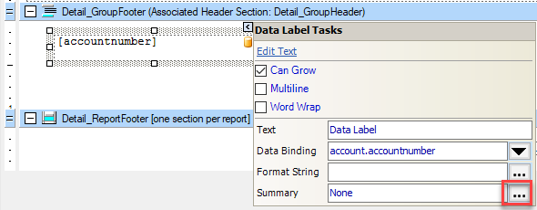 Detail_GroupFooter (Associated Header Section: Detail_GroupHeader)
[accountnumber]
Data Label Tasks
Edit Text
Can Grow
Multiline
Word Wrap
Text Data Label
Data Binding account.accountnumber
Format String ...
Summary None ...
Detail_ReportFooter [one section per report]